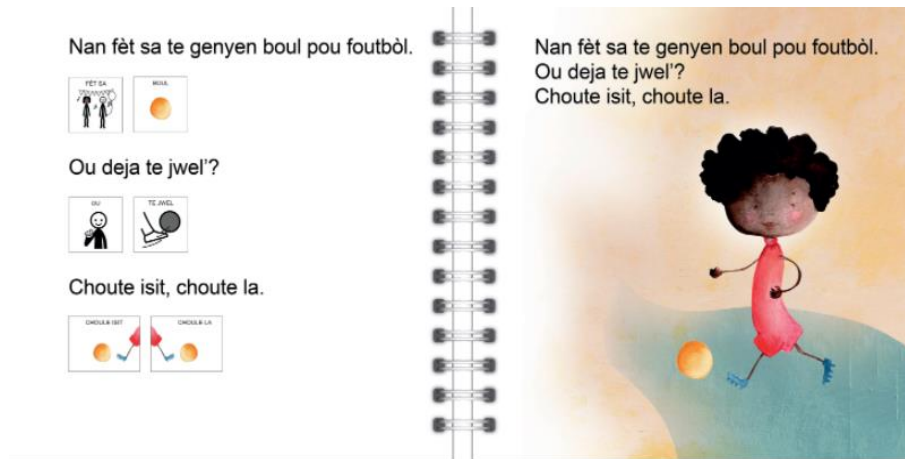 Nan fèt sa te genyen boul pou foutbòl.
FÈT SA
BOUL
Ou deja te jwel'?
OU
TE JWEL
Choute isit, choute la.
CHOULE ISIT
CHOULE LA
Nan fèt sa te genyen boul pou foutbòl.
Ou deja te jwel'?
Choute isit, choute la.